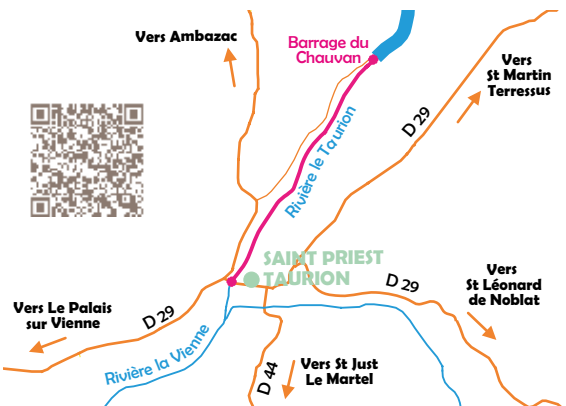 Vers Ambazac
Barrage du
Chauvan
Vers
St Martin
Terressus
D 29
Rivière le Taurion
SAINT PRIEST
TAURION
Vers
St Léonard
de Noblat
D 29
Vers Le Palais
sur Vienne
D 29
Rivière la Vienne
D 44
Vers St Just
Le Martel